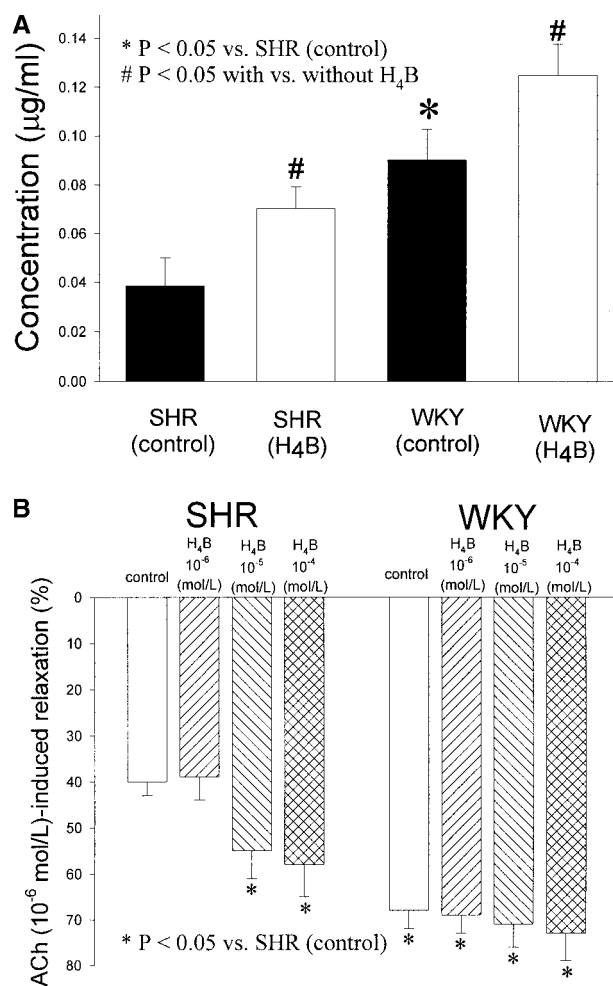 A
Concentration (μg/ml)
0.14
0.12
0.10
0.08
0.06
0.04
0.02
0.00
* P < 0.05 vs. SHR (control)
# P < 0.05 with vs. without H₄B
#
*
#
SHR
(control)
SHR
(H4B)
WKY
(control)
WKY
(H4B)
B
SHR
WKY
control
H₄B
10⁻⁶
(mol/L)
H₄B
10⁻⁵
(mol/L)
H₄B
10⁻⁴
(mol/L)
control
H₄B
10⁻⁶
(mol/L)
H₄B
10⁻⁵
(mol/L)
H₄B
10⁻⁴
(mol/L)
ACh (10⁻⁶ mol/L)-induced relaxation (%)
0
10
20
30
40
50
60
70
80
*
*
*
*
*
*
* P < 0.05 vs. SHR (control)